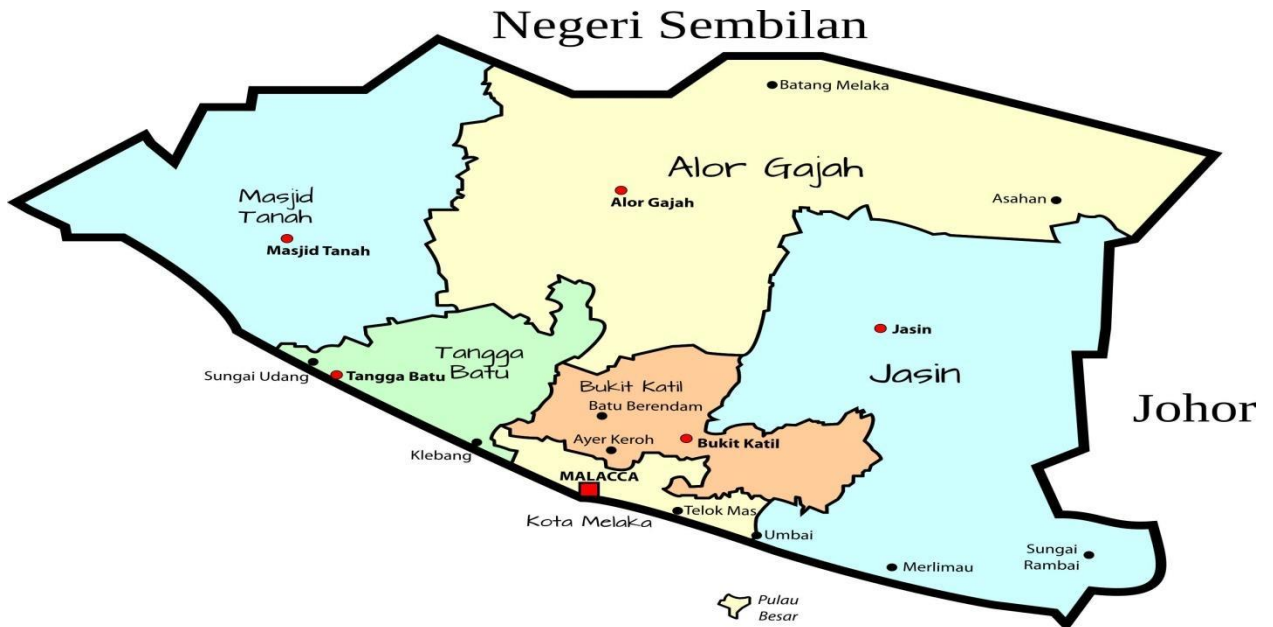 Negeri Sembilan
Batang Melaka
Alor Gajah
Alor Gajah
Asahan
Masjid
Tanah
Masjid Tanah
Jasin
Jasin
Johor
Tangga
Batu
Sungai Udang
Tangga Batu
Klebang
Bukit Katil
Batu Berendam
Ayer Keroh
Bukit Katil
MALACCA
Kota Melaka
Telok Mas
Umbai
Merlimau
Sungai
Rambai
Pulau
Besar